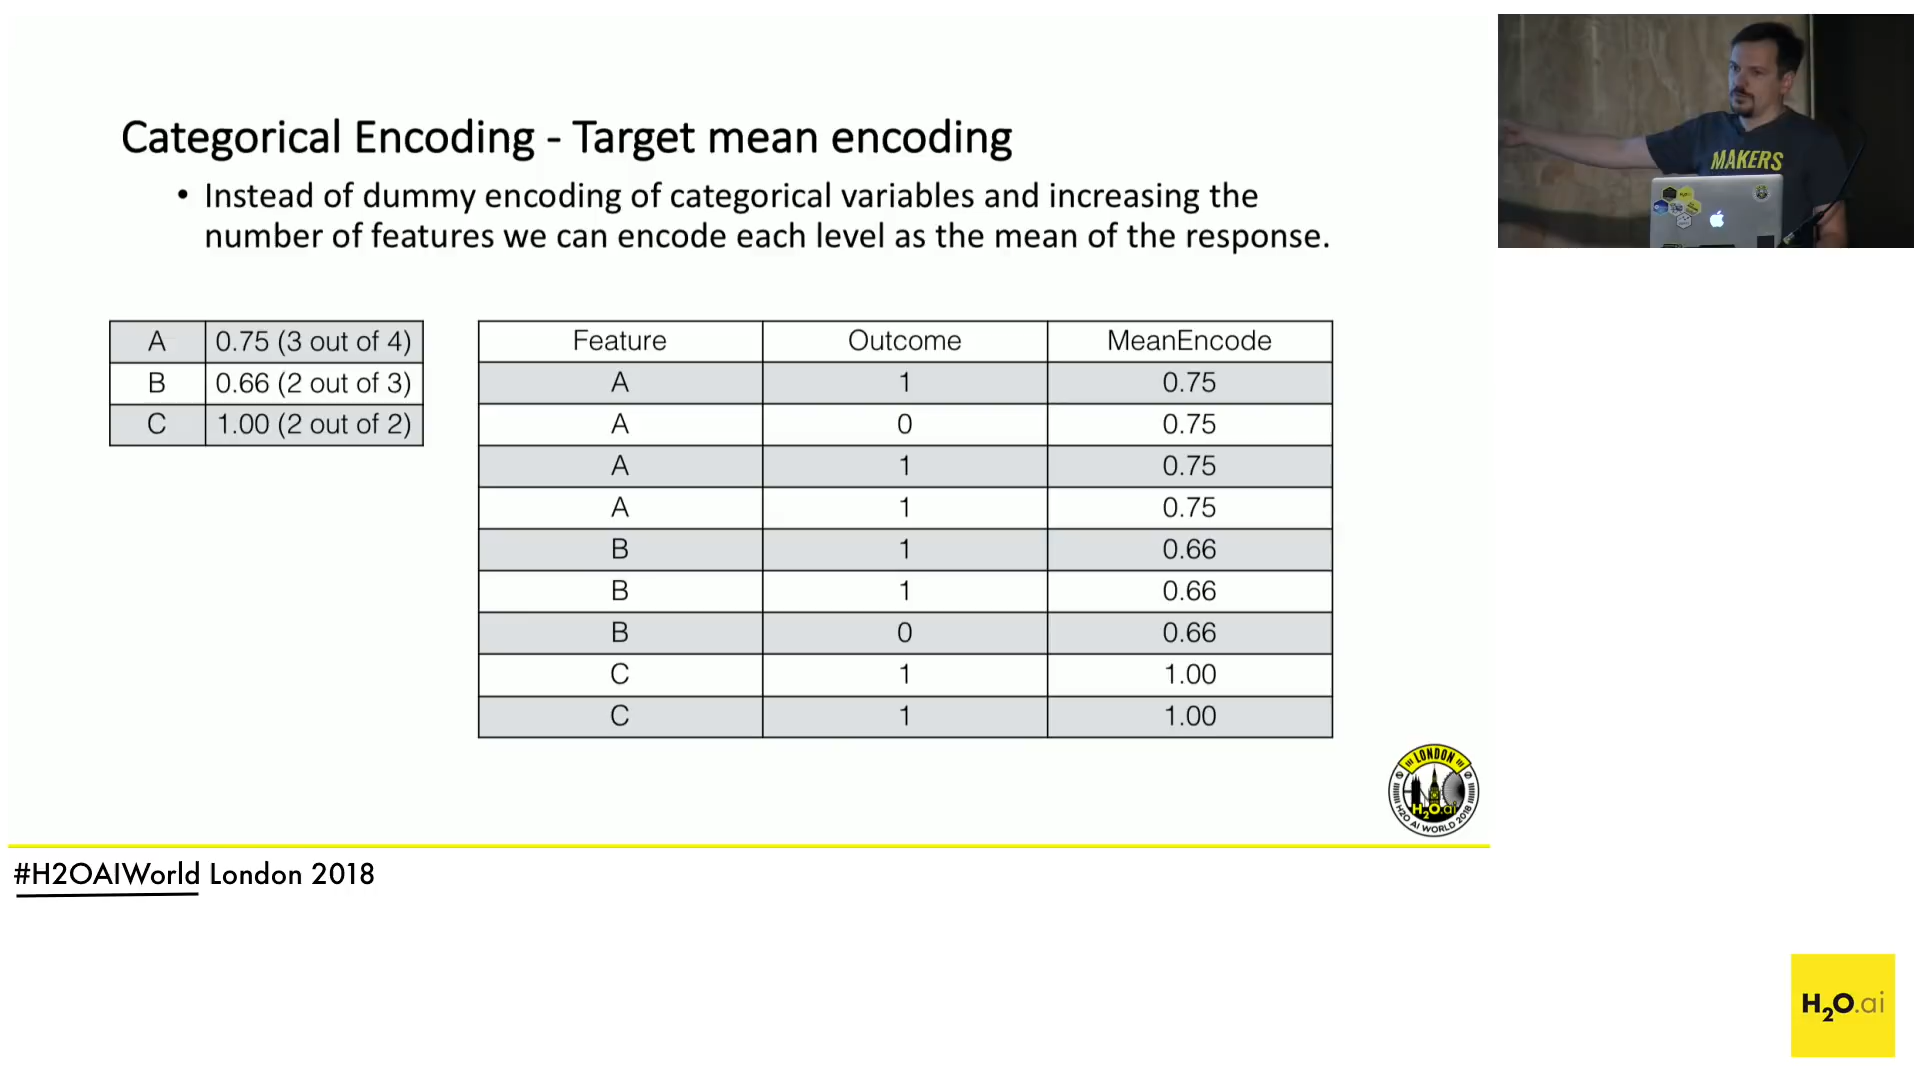 Categorical Encoding - Target mean encoding
• Instead of dummy encoding of categorical variables and increasing the
number of features we can encode each level as the mean of the response.
A 0.75 (3 out of 4)
B 0.66 (2 out of 3)
C 1.00 (2 out of 2)
Feature Outcome MeanEncode
A 1 0.75
A 0 0.75
A 1 0.75
A 1 0.75
B 1 0.66
B 1 0.66
B 0 0.66
C 1 1.00
C 1 1.00
LONDON
H2O.ai
H2O AI WORLD 2018
#H2OAIWorld London 2018
MAKERS
H2O.ai